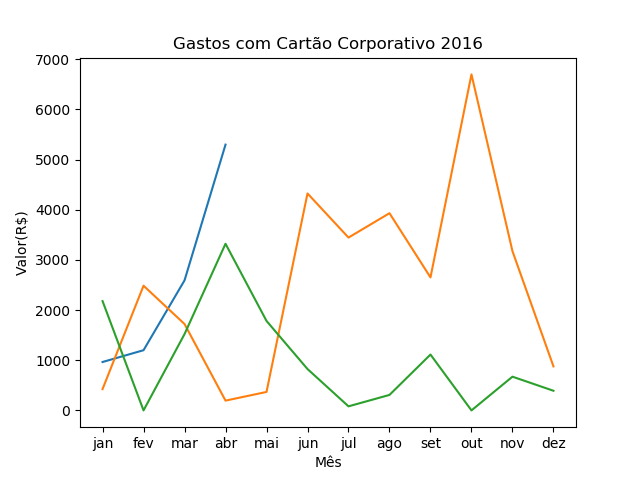 Gastos com Cartão Corporativo 2016
Valor(R$)
7000
6000
5000
4000
3000
2000
1000
0
jan fev mar abr mai jun jul ago set out nov dez
Mês